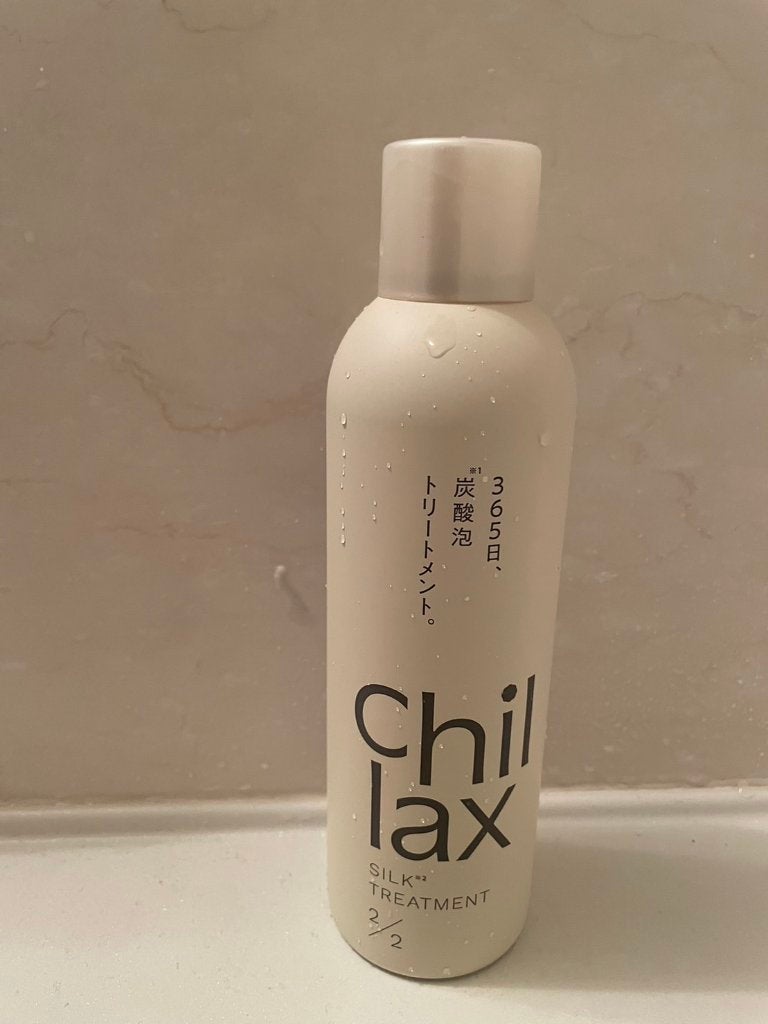 365日、
炭酸泡※1
トリートメント。
Chil
lax
SILK※2
TREATMENT
2/2